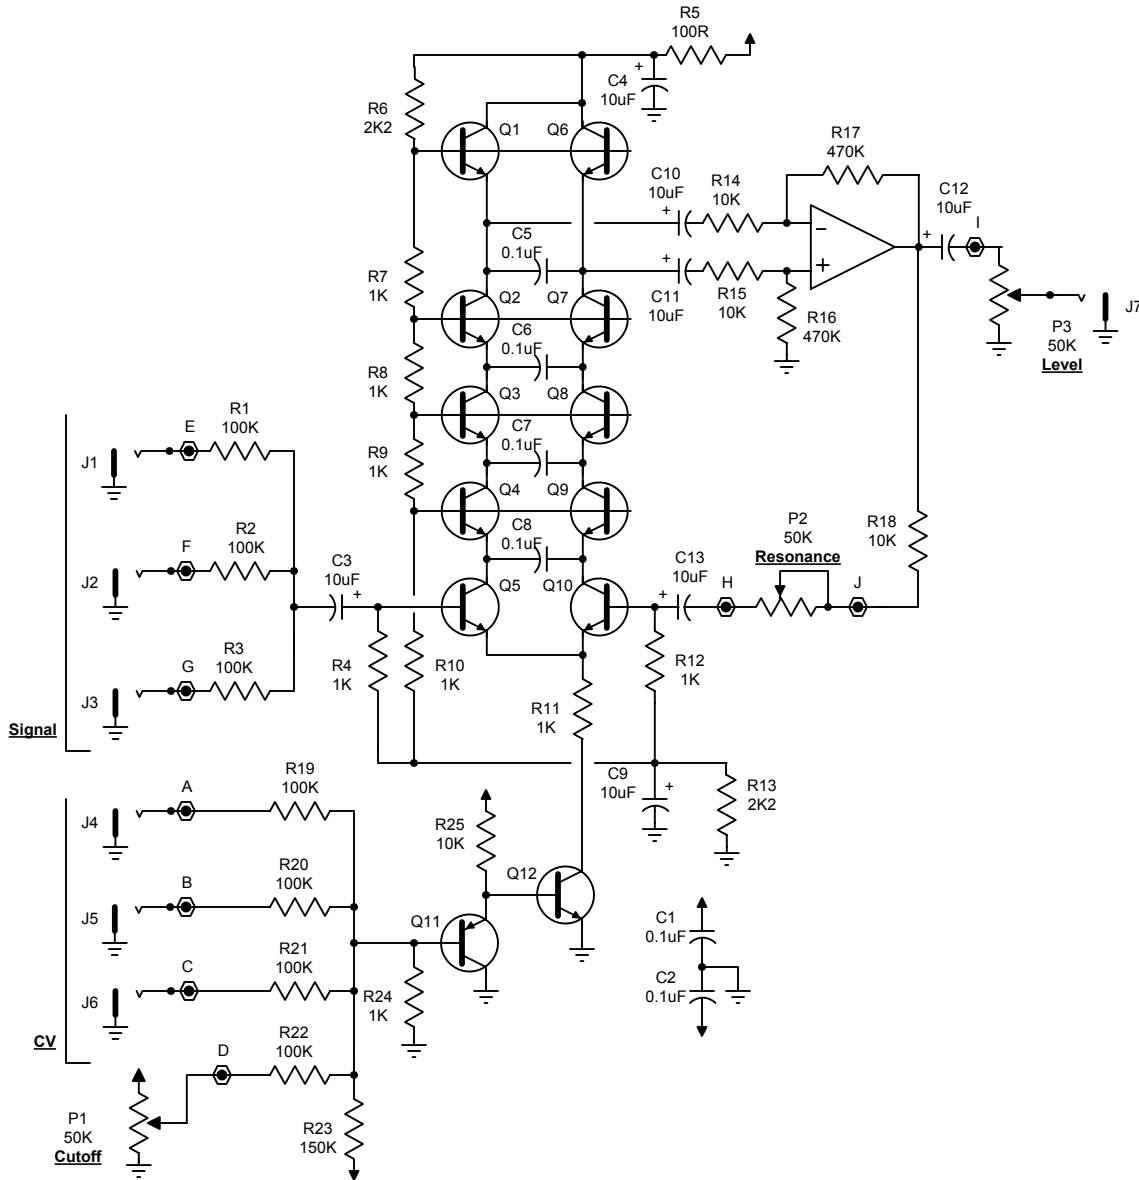 R5
100R
C4
10uF
+
R6
2K2
Q1
Q6
R17
470K
C10
10uF
+
R14
10K
C12
10uF
+
I
C5
0.1uF
−
+
R7
1K
Q2
Q7
+
C11
10uF
R15
10K
R16
470K
P3
50K
Level
J7
C6
0.1uF
R8
1K
Q3
Q8
R1
100K
E
J1
C7
0.1uF
R9
1K
Q4
Q9
R2
100K
F
J2
C3
10uF
+
C8
0.1uF
Q5
Q10
C13
10uF
+
H
P2
50K
Resonance
J
R18
10K
R3
100K
G
J3
Signal
R4
1K
R10
1K
R12
1K
R11
1K
C9
10uF
+
R13
2K2
A
R19
100K
J4
R25
10K
B
R20
100K
J5
Q12
Q11
C
R21
100K
J6
CV
R24
1K
C1
0.1uF
C2
0.1uF
D
R22
100K
P1
50K
Cutoff
R23
150K